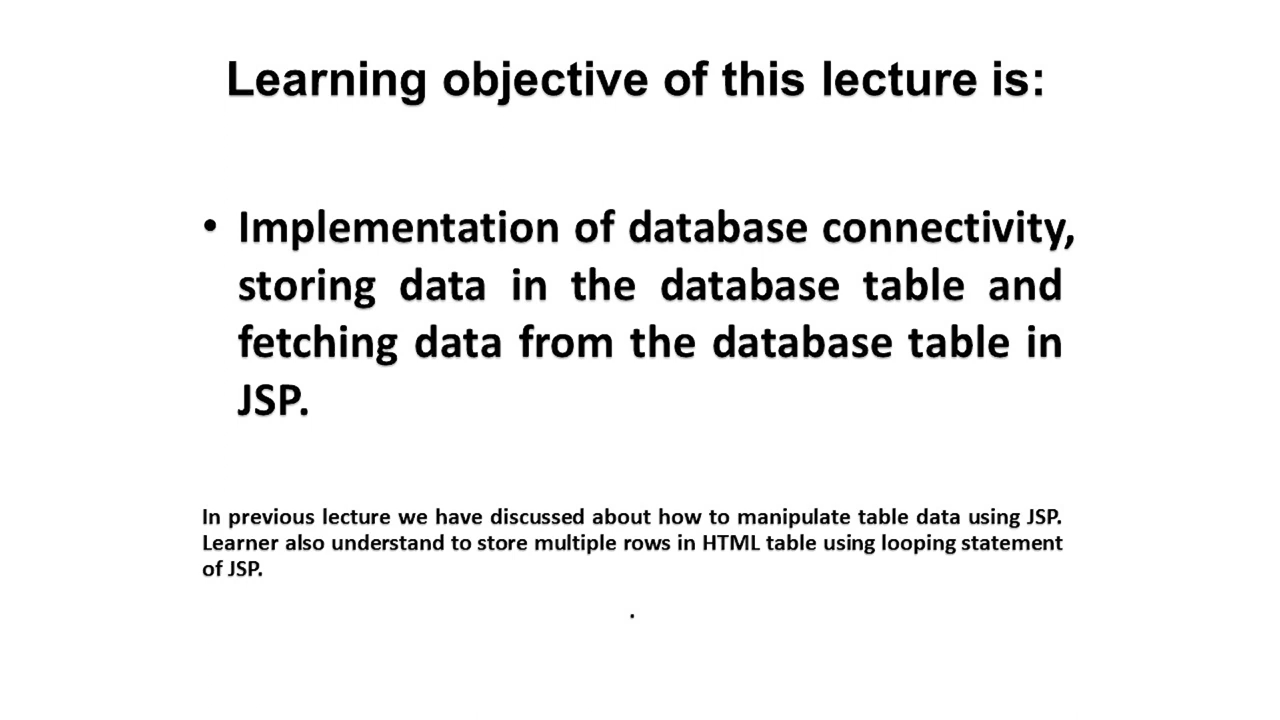 Learning objective of this lecture is:
• Implementation of database connectivity,
storing data in the database table and
fetching data from the database table in
JSP.
In previous lecture we have discussed about how to manipulate table data using JSP.
Learner also understand to store multiple rows in HTML table using looping statement
of JSP.
.